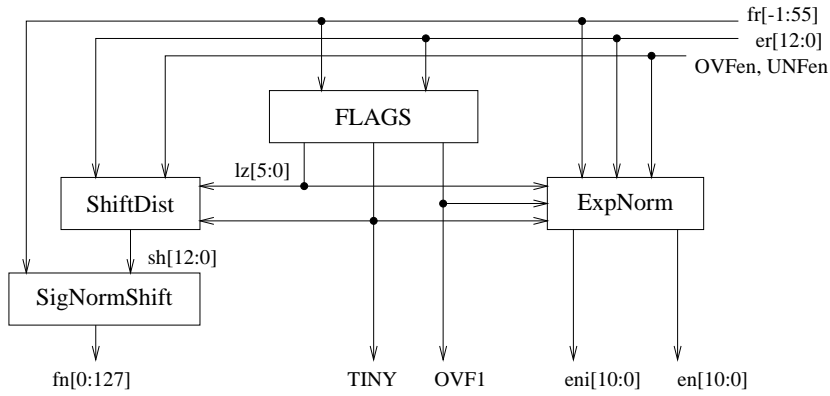 fr[-1:55]
er[12:0]
OVFen, UNFen
FLAGS
lz[5:0]
ShiftDist
ExpNorm
sh[12:0]
SigNormShift
fn[0:127]
TINY
OVF1
eni[10:0]
en[10:0]